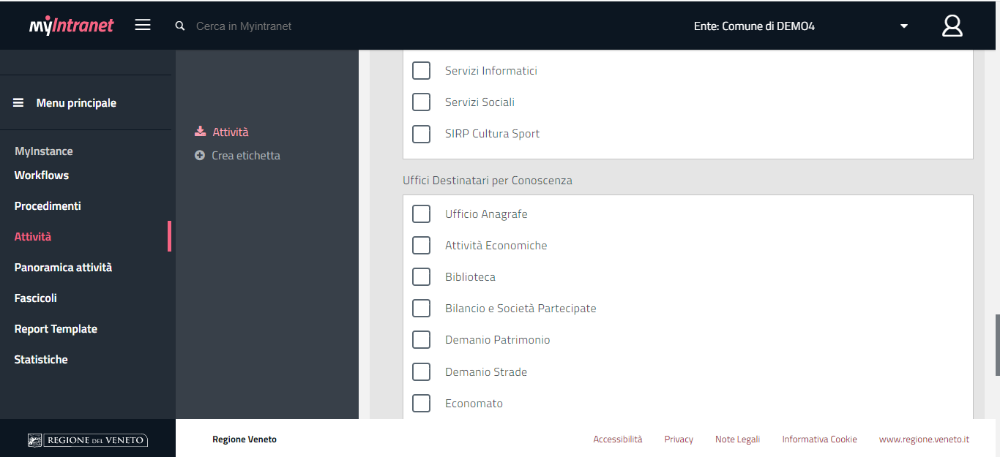 myIntranet
Cerca in Myintranet
Ente: Comune di DEMO4
Menu principale
MyInstance
Workflows
Procedimenti
Attività
Panoramica attività
Fascicoli
Report Template
Statistiche
REGIONE DEL VENETO
Attività
Crea etichetta
Servizi Informatici
Servizi Sociali
SIRP Cultura Sport
Uffici Destinatari per Conoscenza
Ufficio Anagrafe
Attività Economiche
Biblioteca
Bilancio e Società Partecipate
Demanio Patrimonio
Demanio Strade
Economato
Regione Veneto
Accessibilità
Privacy
Note Legali
Informativa Cookie
www.regione.veneto.it